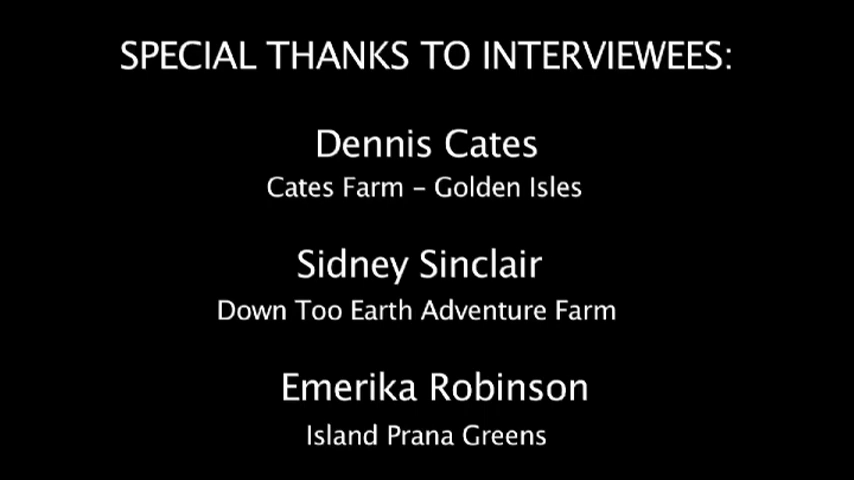 SPECIAL THANKS TO INTERVIEWEES:
Dennis Cates
Cates Farm - Golden Isles
Sidney Sinclair
Down Too Earth Adventure Farm
Emerika Robinson
Island Prana Greens